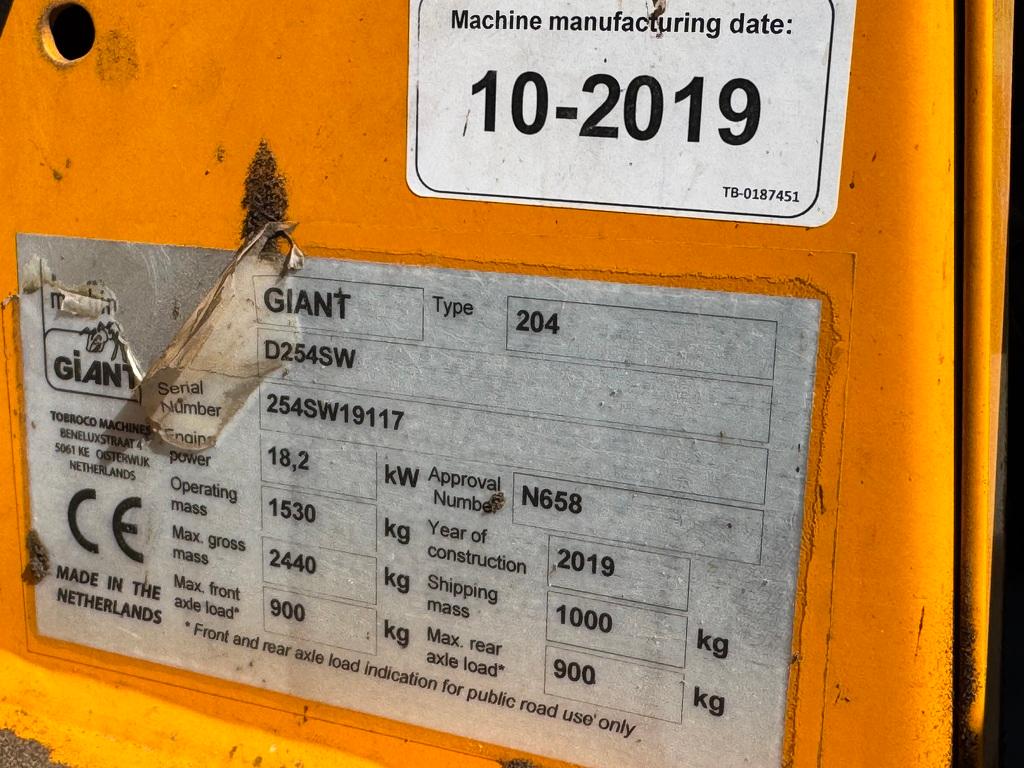 Machine manufacturing date:
10-2019
TB-0187451
GIANT Type 204
D254SW
GiANT
Serial Number 254SW19117
TOBROCO MACHINES
BENELUXSTRAAT 4
5061 KE OISTERWIJK
NETHERLANDS
Engine power 18,2 kW Approval Number N658
Operating mass 1530 kg Year of construction 2019
Max. gross mass 2440 kg Shipping mass 1000 kg
Max. front axle load* 900 kg Max. rear axle load* 900 kg
CE
MADE IN THE
NETHERLANDS
* Front and rear axle load indication for public road use only